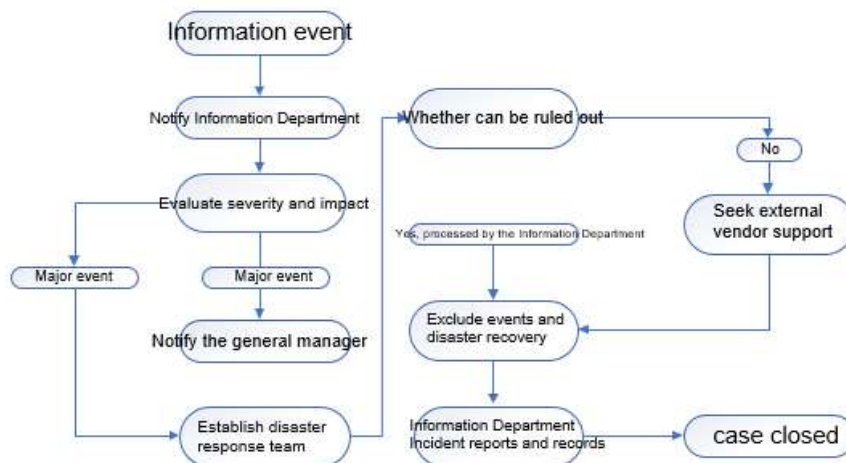 Information event
Notify Information Department
Evaluate severity and impact
Major event
Major event
Notify the general manager
Establish disaster
response team
Whether can be ruled out
No
Seek external
vendor support
Yes, processed by the Information Department
Exclude events and
disaster recovery
Information Department
Incident reports and records
case closed